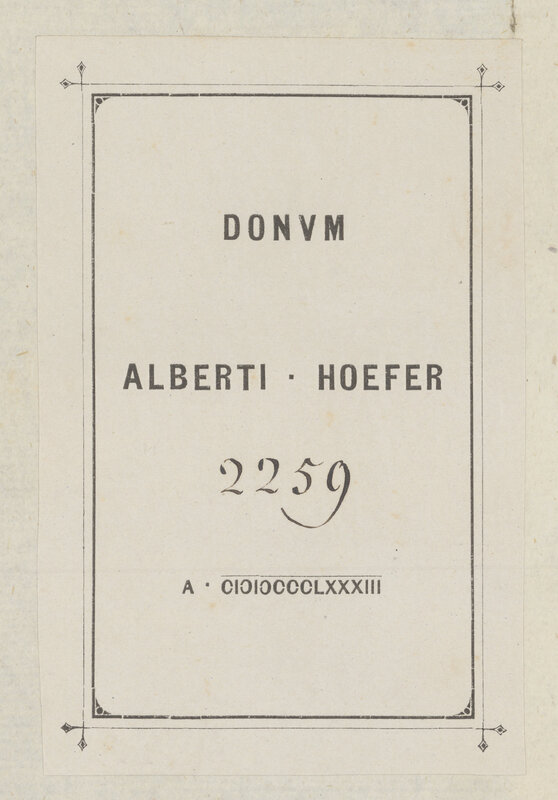 DONVM
ALBERTI · HOEFER
2259
A · CIƆIƆCCCLXXXIII